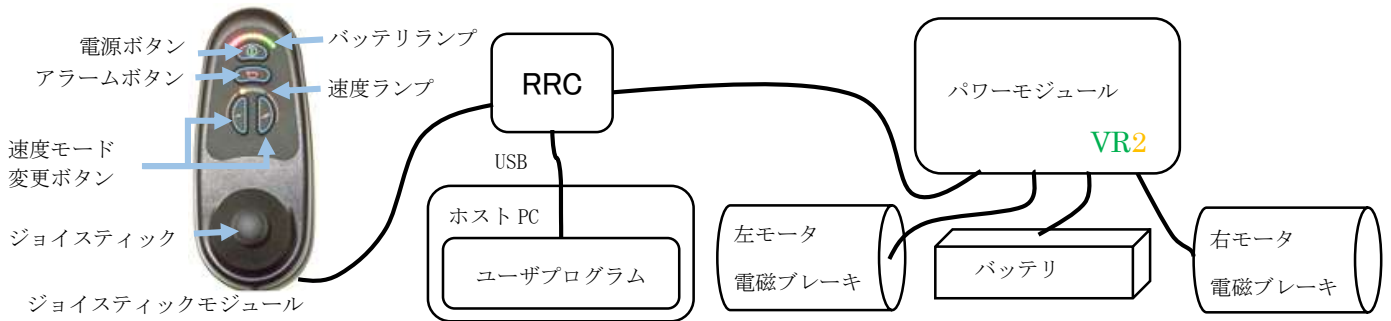 電源ボタン
アラームボタン
速度モード
変更ボタン
ジョイスティック
バッテリランプ
速度ランプ
ジョイスティックモジュール
RRC
USB
ホスト PC
ユーザプログラム
パワーモジュール
VR2
左モータ
電磁ブレーキ
バッテリ
右モータ
電磁ブレーキ